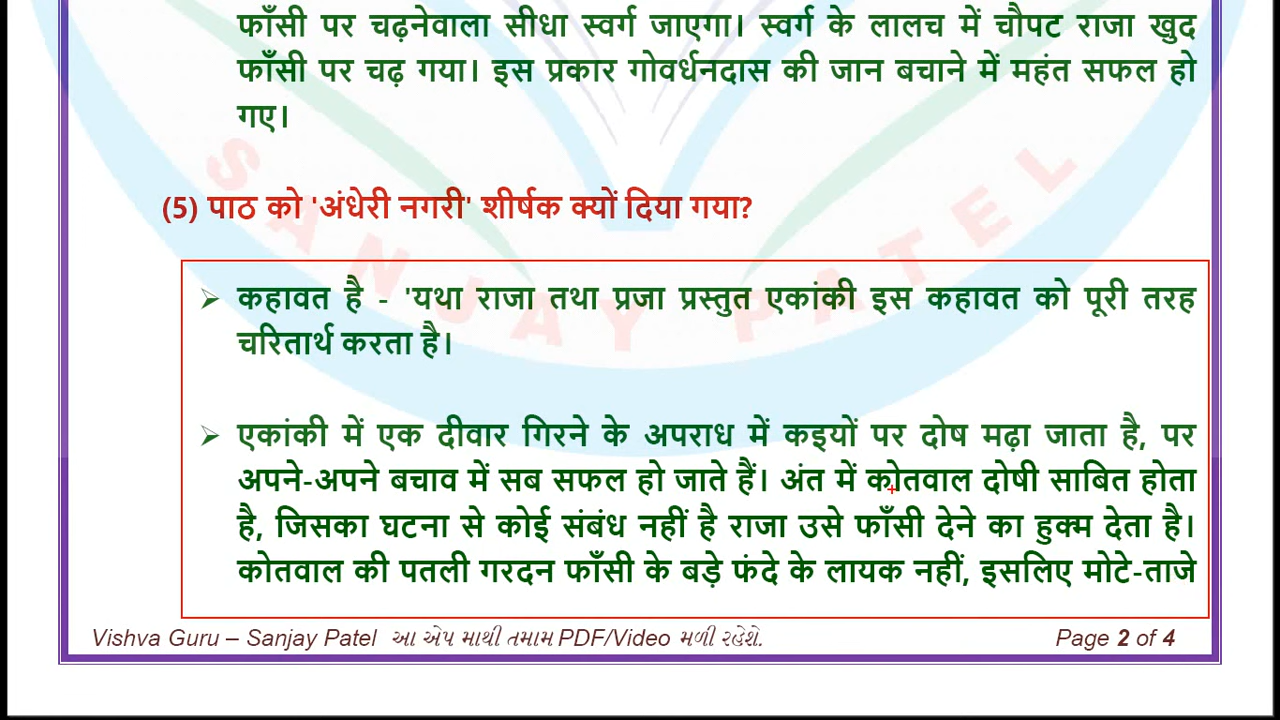 फाँसी पर चढ़नेवाला सीधा स्वर्ग जाएगा। स्वर्ग के लालच में चौपट राजा खुद
फाँसी पर चढ़ गया। इस प्रकार गोवर्धनदास की जान बचाने में महंत सफल हो
गए।
(5) पाठ को 'अंधेरी नगरी' शीर्षक क्यों दिया गया?
SANJAY PATEL
➢ कहावत है - 'यथा राजा तथा प्रजा प्रस्तुत एकांकी इस कहावत को पूरी तरह
चरितार्थ करता है।
➢ एकांकी में एक दीवार गिरने के अपराध में कइयों पर दोष मढ़ा जाता है, पर
अपने-अपने बचाव में सब सफल हो जाते हैं। अंत में कोतवाल दोषी साबित होता
है, जिसका घटना से कोई संबंध नहीं है राजा उसे फाँसी देने का हुक्म देता है।
कोतवाल की पतली गरदन फाँसी के बड़े फंदे के लायक नहीं, इसलिए मोटे-ताजे
Vishva Guru – Sanjay Patel આ એપ માથી તમામ PDF/Video મળી રહેશે. Page 2 of 4